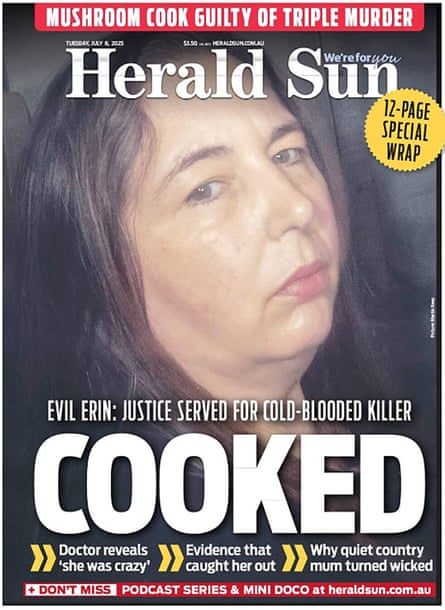 MUSHROOM COOK GUILTY OF TRIPLE MURDER
TUESDAY, JULY 8, 2025
$3.50
HERALDSUN.COM.AU
We're for you
Herald Sun
12-PAGE
SPECIAL
WRAP
EVIL ERIN: JUSTICE SERVED FOR COLD-BLOODED KILLER
COOKED
Doctor reveals
'she was crazy'
Evidence that
caught her out
Why quiet country
mum turned wicked
+ DON'T MISS PODCAST SERIES & MINI DOCO at heraldsun.com.au